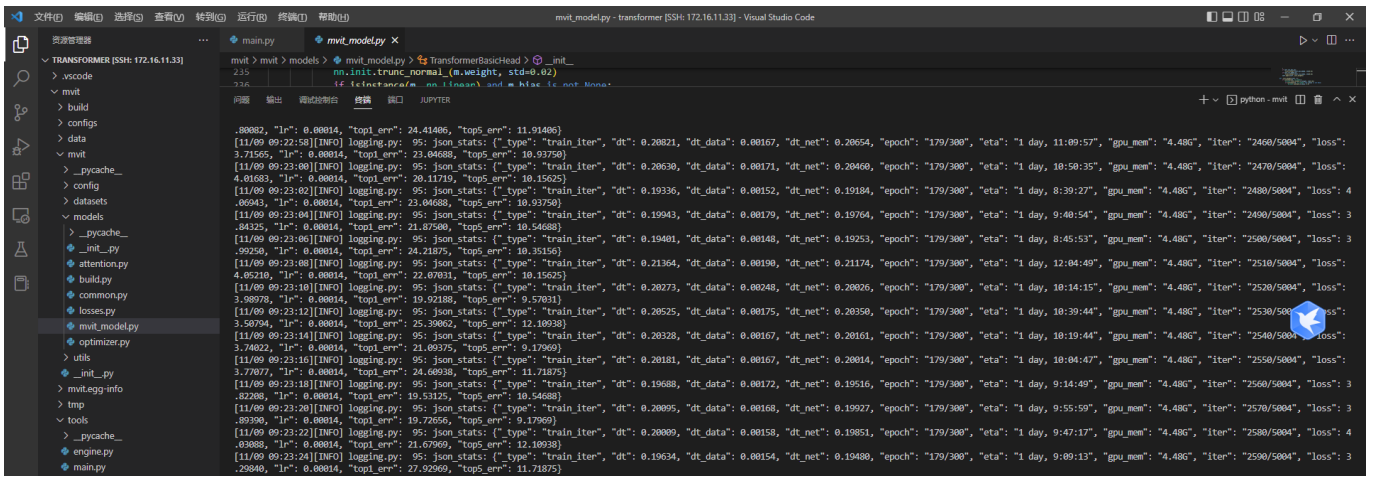 文件(F) 编辑(E) 选择(S) 查看(V) 转到(G) 运行(R) 终端(T) 帮助(H)
mvit_model.py - transformer [SSH: 172.16.11.33] - Visual Studio Code
资源管理器 ···
TRANSFORMER [SSH: 172.16.11.33]
.vscode
mvit
build
configs
data
mvit
__pycache__
config
datasets
models
__pycache__
__init__.py
attention.py
build.py
common.py
losses.py
mvit_model.py
optimizer.py
utils
__init__.py
mvit.egg-info
tmp
tools
__pycache__
engine.py
main.py
main.py mvit_model.py
mvit > mvit > models > mvit_model.py > TransformerBasicHead > __init__
235 nn.init.trunc_normal_(m.weight, std=0.02)
236 if isinstance(m, nn.Linear) and m.bias is not None:
问题 输出 调试控制台 终端 端口 JUPYTER
python - mvit
.80082, "lr": 0.00014, "top1_err": 24.41406, "top5_err": 11.91406}
[11/09 09:22:58][INFO] logging.py: 95: json_stats: {"_type": "train_iter", "dt": 0.20821, "dt_data": 0.00167, "dt_net": 0.20654, "epoch": "179/300", "eta": "1 day, 11:09:57", "gpu_mem": "4.48G", "iter": "2460/5004", "loss":
3.71565, "lr": 0.00014, "top1_err": 23.04688, "top5_err": 10.93750}
[11/09 09:23:00][INFO] logging.py: 95: json_stats: {"_type": "train_iter", "dt": 0.20630, "dt_data": 0.00171, "dt_net": 0.20460, "epoch": "179/300", "eta": "1 day, 10:50:35", "gpu_mem": "4.48G", "iter": "2470/5004", "loss":
4.01683, "lr": 0.00014, "top1_err": 20.11719, "top5_err": 10.15625}
[11/09 09:23:02][INFO] logging.py: 95: json_stats: {"_type": "train_iter", "dt": 0.19336, "dt_data": 0.00152, "dt_net": 0.19184, "epoch": "179/300", "eta": "1 day, 8:39:27", "gpu_mem": "4.48G", "iter": "2480/5004", "loss": 4
.06943, "lr": 0.00014, "top1_err": 23.04688, "top5_err": 10.93750}
[11/09 09:23:04][INFO] logging.py: 95: json_stats: {"_type": "train_iter", "dt": 0.19943, "dt_data": 0.00179, "dt_net": 0.19764, "epoch": "179/300", "eta": "1 day, 9:40:54", "gpu_mem": "4.48G", "iter": "2490/5004", "loss": 3
.84325, "lr": 0.00014, "top1_err": 21.87500, "top5_err": 10.54688}
[11/09 09:23:06][INFO] logging.py: 95: json_stats: {"_type": "train_iter", "dt": 0.19401, "dt_data": 0.00148, "dt_net": 0.19253, "epoch": "179/300", "eta": "1 day, 8:45:53", "gpu_mem": "4.48G", "iter": "2500/5004", "loss": 3
.99250, "lr": 0.00014, "top1_err": 24.21875, "top5_err": 10.35156}
[11/09 09:23:08][INFO] logging.py: 95: json_stats: {"_type": "train_iter", "dt": 0.21364, "dt_data": 0.00190, "dt_net": 0.21174, "epoch": "179/300", "eta": "1 day, 12:04:49", "gpu_mem": "4.48G", "iter": "2510/5004", "loss":
4.05210, "lr": 0.00014, "top1_err": 22.07031, "top5_err": 10.15625}
[11/09 09:23:10][INFO] logging.py: 95: json_stats: {"_type": "train_iter", "dt": 0.20273, "dt_data": 0.00248, "dt_net": 0.20026, "epoch": "179/300", "eta": "1 day, 10:14:15", "gpu_mem": "4.48G", "iter": "2520/5004", "loss":
3.98978, "lr": 0.00014, "top1_err": 19.92188, "top5_err": 9.57031}
[11/09 09:23:12][INFO] logging.py: 95: json_stats: {"_type": "train_iter", "dt": 0.20525, "dt_data": 0.00175, "dt_net": 0.20350, "epoch": "179/300", "eta": "1 day, 10:39:44", "gpu_mem": "4.48G", "iter": "2530/500
3.50794, "lr": 0.00014, "top1_err": 25.39062, "top5_err": 12.10938}
[11/09 09:23:14][INFO] logging.py: 95: json_stats: {"_type": "train_iter", "dt": 0.20328, "dt_data": 0.00167, "dt_net": 0.20161, "epoch": "179/300", "eta": "1 day, 10:19:44", "gpu_mem": "4.48G", "iter": "2540/5004", "loss":
3.74022, "lr": 0.00014, "top1_err": 21.09375, "top5_err": 9.17969}
[11/09 09:23:16][INFO] logging.py: 95: json_stats: {"_type": "train_iter", "dt": 0.20181, "dt_data": 0.00167, "dt_net": 0.20014, "epoch": "179/300", "eta": "1 day, 10:04:47", "gpu_mem": "4.48G", "iter": "2550/5004", "loss":
3.77077, "lr": 0.00014, "top1_err": 24.60938, "top5_err": 11.71875}
[11/09 09:23:18][INFO] logging.py: 95: json_stats: {"_type": "train_iter", "dt": 0.19688, "dt_data": 0.00172, "dt_net": 0.19516, "epoch": "179/300", "eta": "1 day, 9:14:49", "gpu_mem": "4.48G", "iter": "2560/5004", "loss": 3
.82208, "lr": 0.00014, "top1_err": 19.53125, "top5_err": 10.54688}
[11/09 09:23:20][INFO] logging.py: 95: json_stats: {"_type": "train_iter", "dt": 0.20095, "dt_data": 0.00168, "dt_net": 0.19927, "epoch": "179/300", "eta": "1 day, 9:55:59", "gpu_mem": "4.48G", "iter": "2570/5004", "loss": 3
.89390, "lr": 0.00014, "top1_err": 19.72656, "top5_err": 9.17969}
[11/09 09:23:22][INFO] logging.py: 95: json_stats: {"_type": "train_iter", "dt": 0.20009, "dt_data": 0.00158, "dt_net": 0.19851, "epoch": "179/300", "eta": "1 day, 9:47:17", "gpu_mem": "4.48G", "iter": "2580/5004", "loss": 4
.03088, "lr": 0.00014, "top1_err": 21.67969, "top5_err": 12.10938}
[11/09 09:23:24][INFO] logging.py: 95: json_stats: {"_type": "train_iter", "dt": 0.19634, "dt_data": 0.00154, "dt_net": 0.19480, "epoch": "179/300", "eta": "1 day, 9:09:13", "gpu_mem": "4.48G", "iter": "2590/5004", "loss": 3
.29840, "lr": 0.00014, "top1_err": 27.92969, "top5_err": 11.71875}